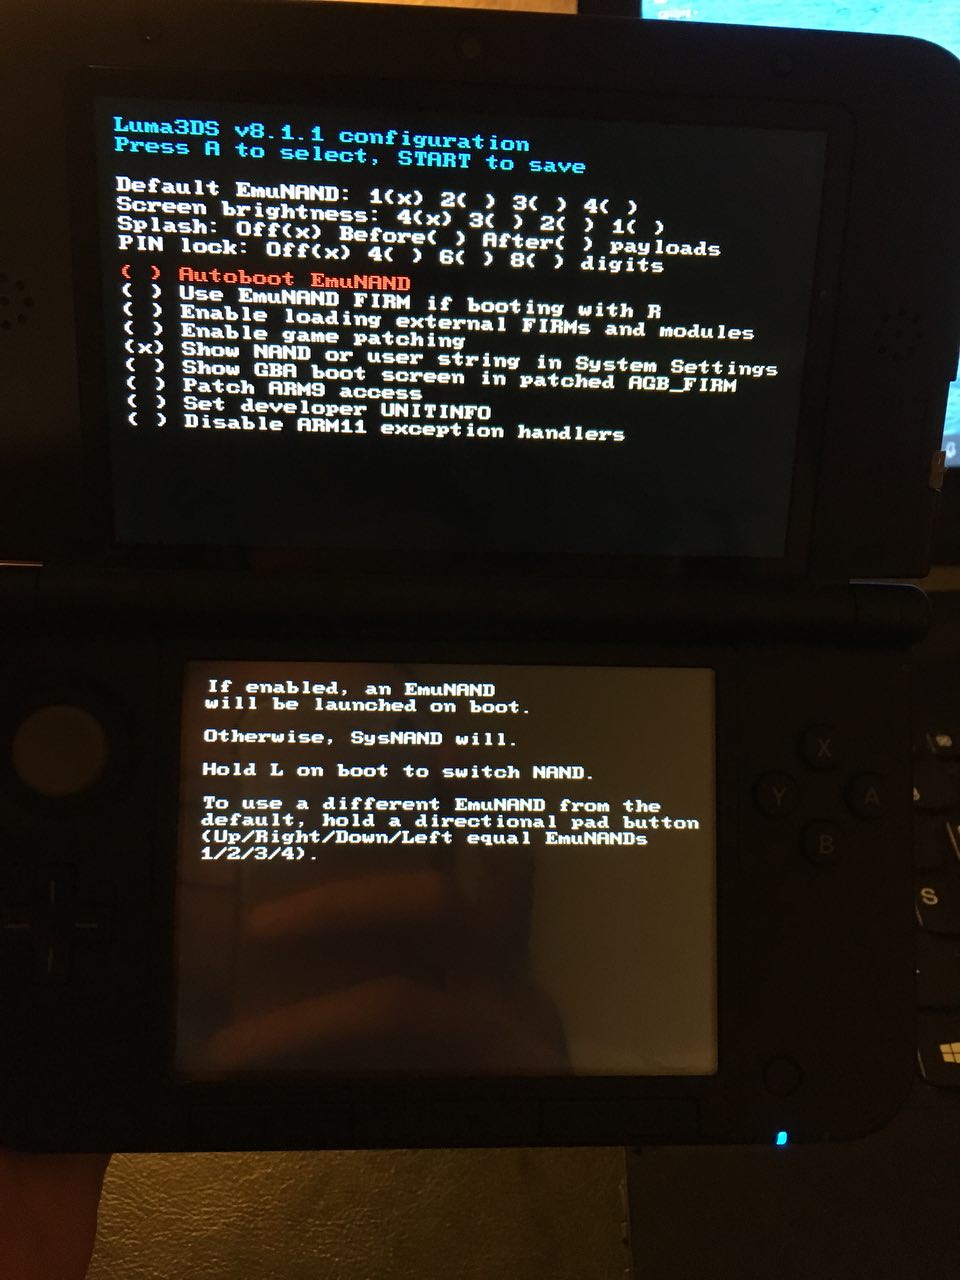 Luma3DS v8.1.1 configuration
Press A to select, START to save
Default EmuNAND: 1(x) 2( ) 3( ) 4( )
Screen brightness: 4(x) 3( ) 2( ) 1( )
Splash: Off(x) Before( ) After( ) payloads
PIN lock: Off(x) 4( ) 6( ) 8( ) digits
( ) Autoboot EmuNAND
( ) Use EmuNAND FIRM if booting with R
( ) Enable loading external FIRMs and modules
( ) Enable game patching
(x) Show NAND or user string in System Settings
( ) Show GBA boot screen in patched AGB_FIRM
( ) Patch ARM9 access
( ) Set developer UNITINFO
( ) Disable ARM11 exception handlers
If enabled, an EmuNAND
will be launched on boot.
Otherwise, SysNAND will.
Hold L on boot to switch NAND.
To use a different EmuNAND from the
default, hold a directional pad button
(Up/Right/Down/Left equal EmuNANDs
1/2/3/4).
X
Y
A
B
S